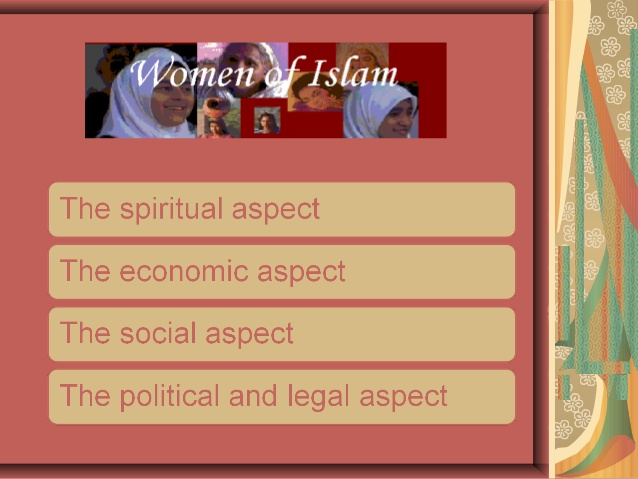 Women of Islam
The spiritual aspect
The economic aspect
The social aspect
The political and legal aspect